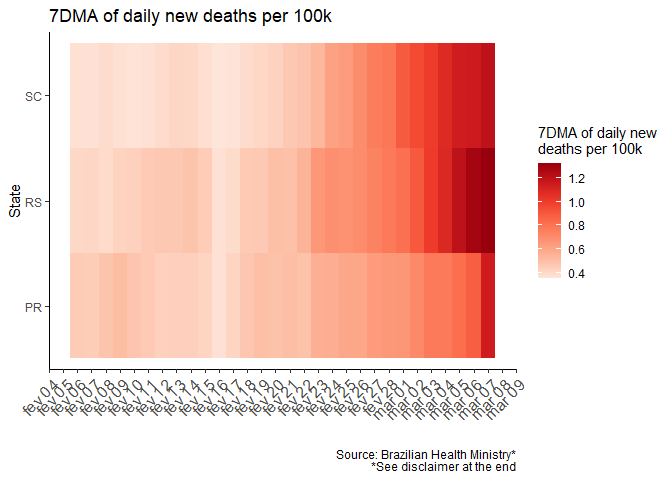 7DMA of daily new deaths per 100k
SC
RS
PR
State
7DMA of daily new
deaths per 100k
1.2
1.0
0.8
0.6
0.4
fev 04
fev 05
fev 06
fev 07
fev 08
fev 09
fev 10
fev 11
fev 12
fev 13
fev 14
fev 15
fev 16
fev 17
fev 18
fev 19
fev 20
fev 21
fev 22
fev 23
fev 24
fev 25
fev 26
fev 27
fev 28
mar 01
mar 02
mar 03
mar 04
mar 05
mar 06
mar 07
mar 08
mar 09
Source: Brazilian Health Ministry*
*See disclaimer at the end